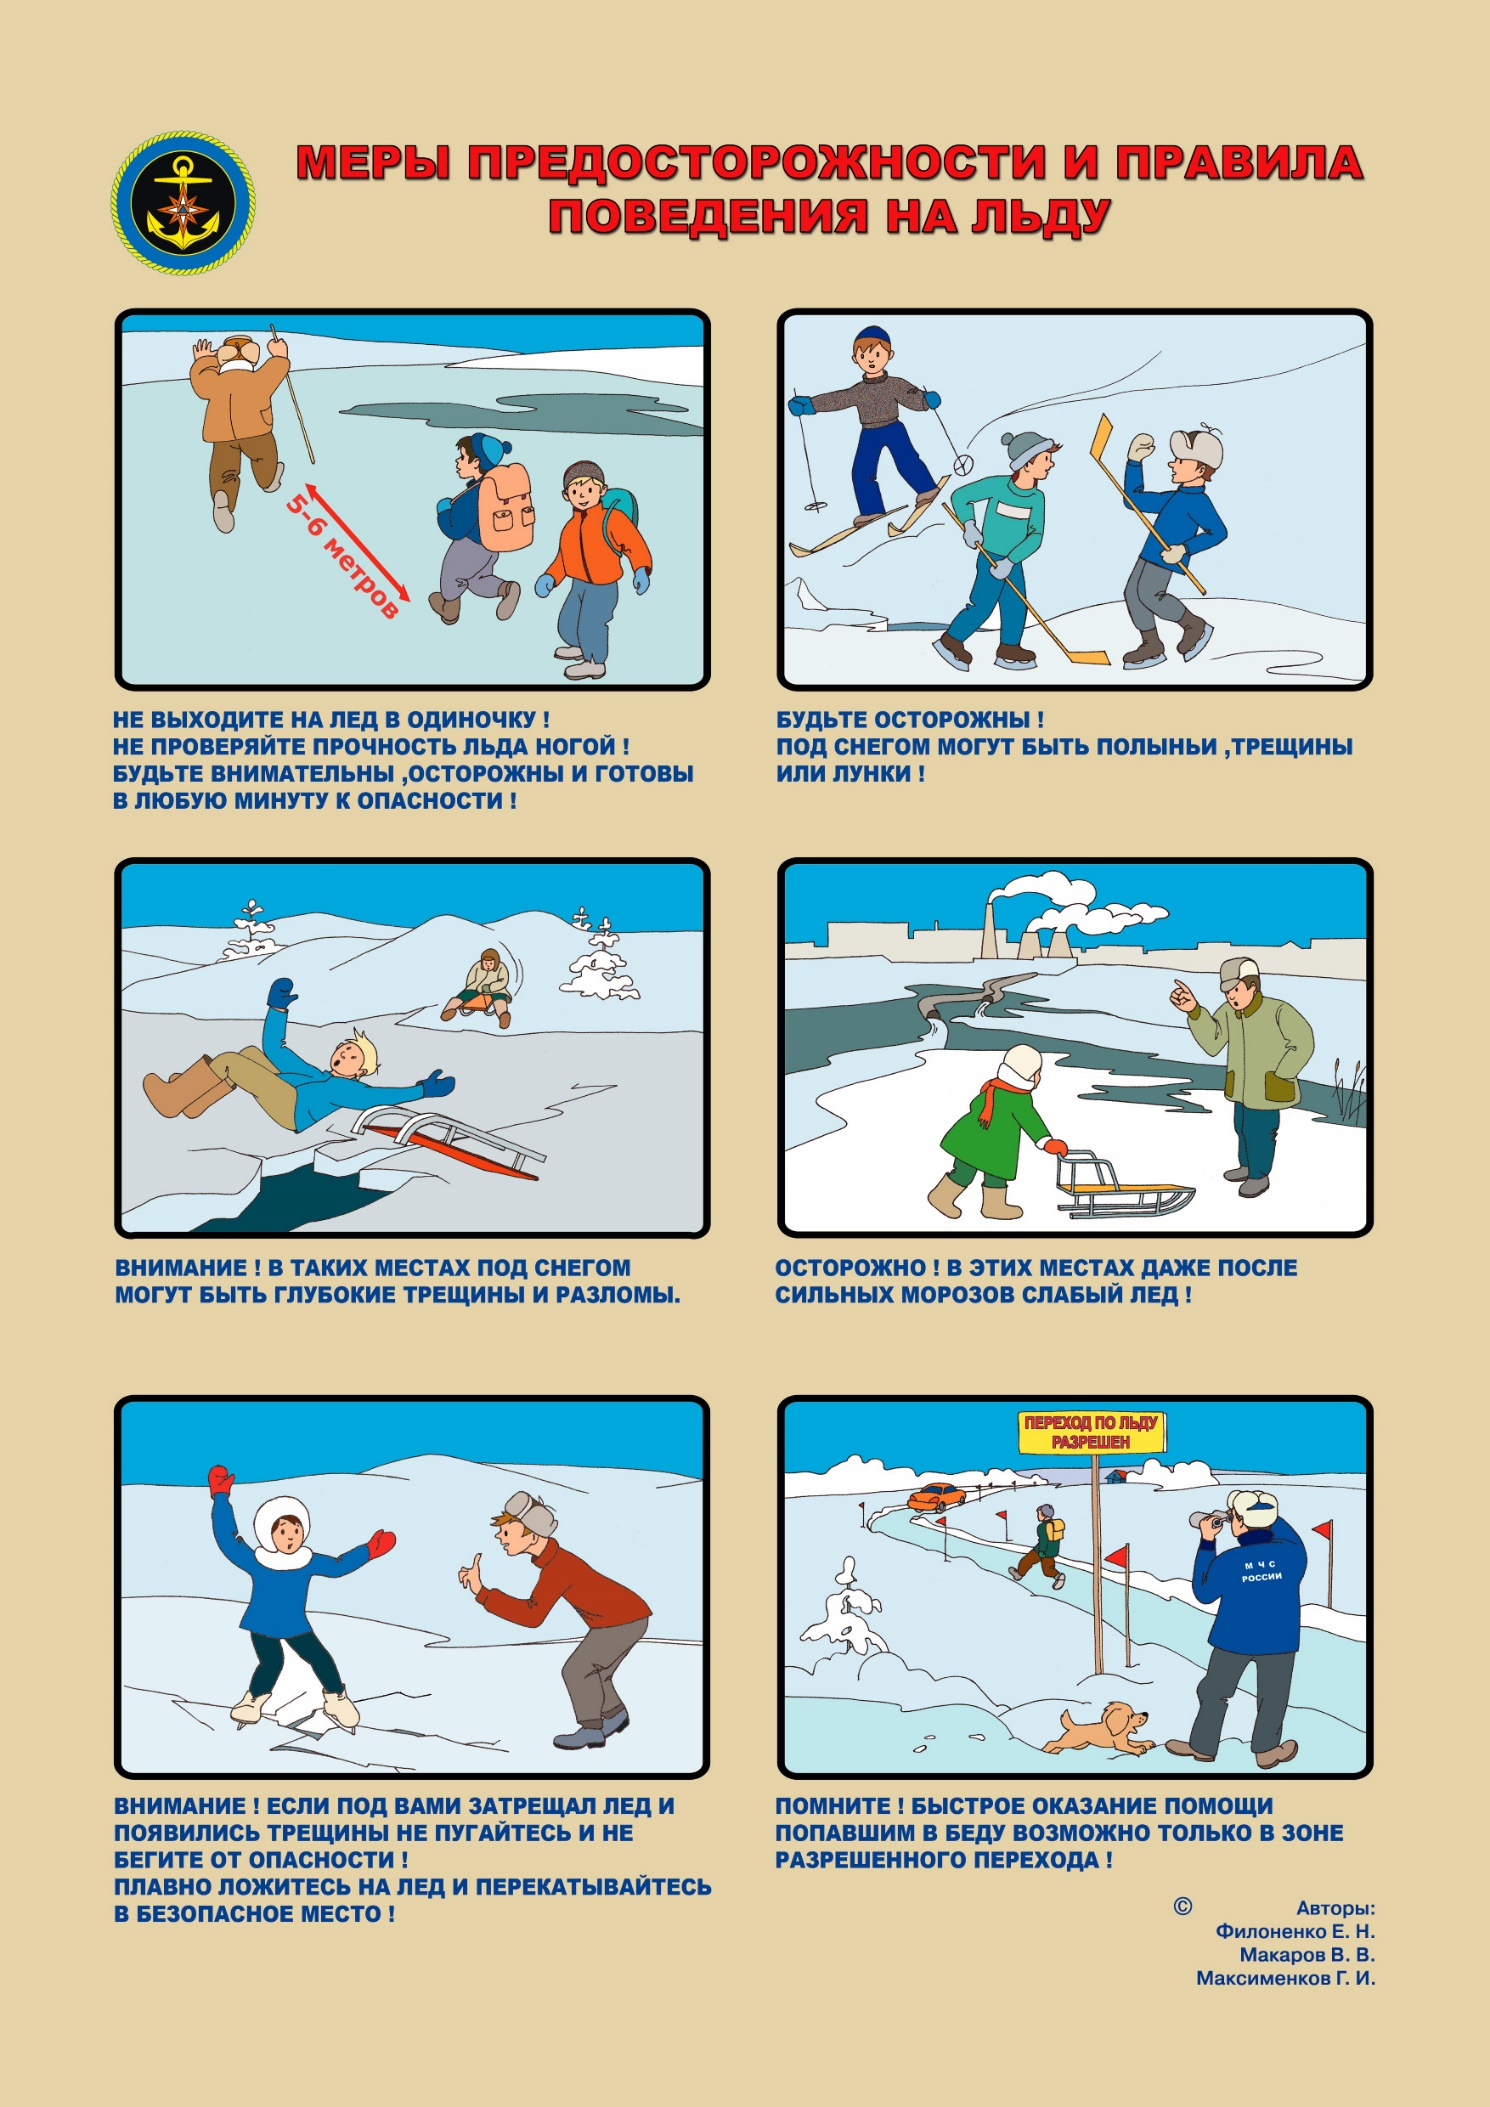 МЕРЫ ПРЕДОСТОРОЖНОСТИ И ПРАВИЛА
ПОВЕДЕНИЯ НА ЛЬДУ
5-6 метров
НЕ ВЫХОДИТЕ НА ЛЕД В ОДИНОЧКУ !
НЕ ПРОВЕРЯЙТЕ ПРОЧНОСТЬ ЛЬДА НОГОЙ !
БУДЬТЕ ВНИМАТЕЛЬНЫ ,ОСТОРОЖНЫ И ГОТОВЫ
В ЛЮБУЮ МИНУТУ К ОПАСНОСТИ !
БУДЬТЕ ОСТОРОЖНЫ !
ПОД СНЕГОМ МОГУТ БЫТЬ ПОЛЫНЬИ ,ТРЕЩИНЫ
ИЛИ ЛУНКИ !
ВНИМАНИЕ ! В ТАКИХ МЕСТАХ ПОД СНЕГОМ
МОГУТ БЫТЬ ГЛУБОКИЕ ТРЕЩИНЫ И РАЗЛОМЫ.
ОСТОРОЖНО ! В ЭТИХ МЕСТАХ ДАЖЕ ПОСЛЕ
СИЛЬНЫХ МОРОЗОВ СЛАБЫЙ ЛЕД !
ВНИМАНИЕ ! ЕСЛИ ПОД ВАМИ ЗАТРЕЩАЛ ЛЕД И
ПОЯВИЛИСЬ ТРЕЩИНЫ НЕ ПУГАЙТЕСЬ И НЕ
БЕГИТЕ ОТ ОПАСНОСТИ !
ПЛАВНО ЛОЖИТЕСЬ НА ЛЕД И ПЕРЕКАТЫВАЙТЕСЬ
В БЕЗОПАСНОЕ МЕСТО !
ПЕРЕХОД ПО ЛЬДУ
РАЗРЕШЕН
М Ч С
РОССИИ
ПОМНИТЕ ! БЫСТРОЕ ОКАЗАНИЕ ПОМОЩИ
ПОПАВШИМ В БЕДУ ВОЗМОЖНО ТОЛЬКО В ЗОНЕ
РАЗРЕШЕННОГО ПЕРЕХОДА !
© Авторы:
Филоненко Е. Н.
Макаров В. В.
Максименков Г. И.